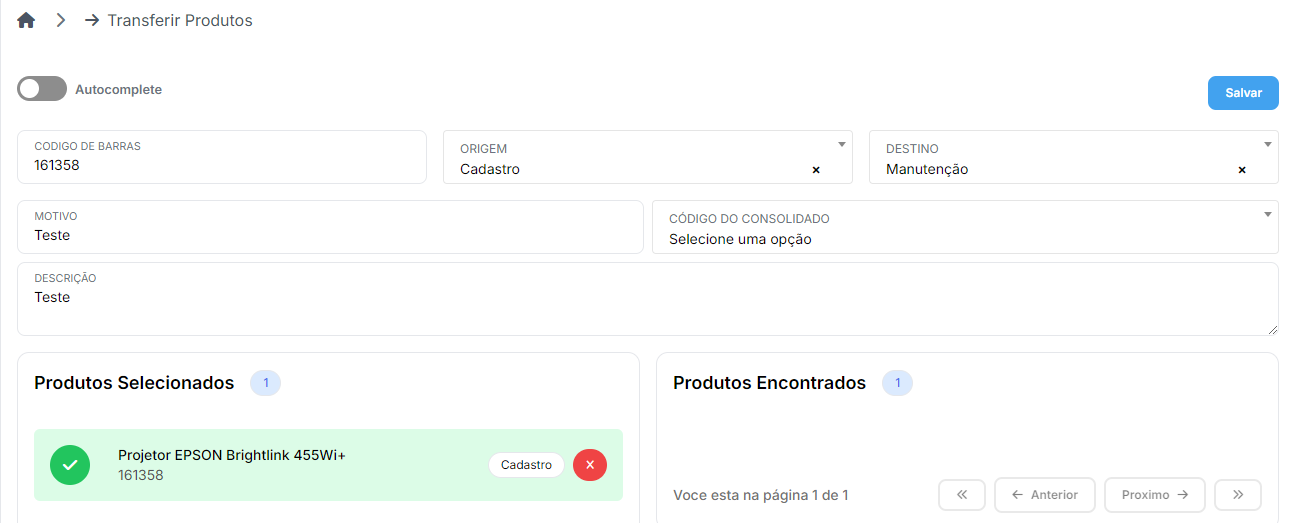 Transferir Produtos
Autocomplete
Salvar
CODIGO DE BARRAS
161358
ORIGEM
Cadastro
×
DESTINO
Manutenção
×
MOTIVO
Teste
CÓDIGO DO CONSOLIDADO
Selecione uma opção
DESCRIÇÃO
Teste
Produtos Selecionados 1
Projetor EPSON Brightlink 455Wi+
161358
Cadastro
Produtos Encontrados 1
Voce esta na página 1 de 1
« ← Anterior Proximo → »